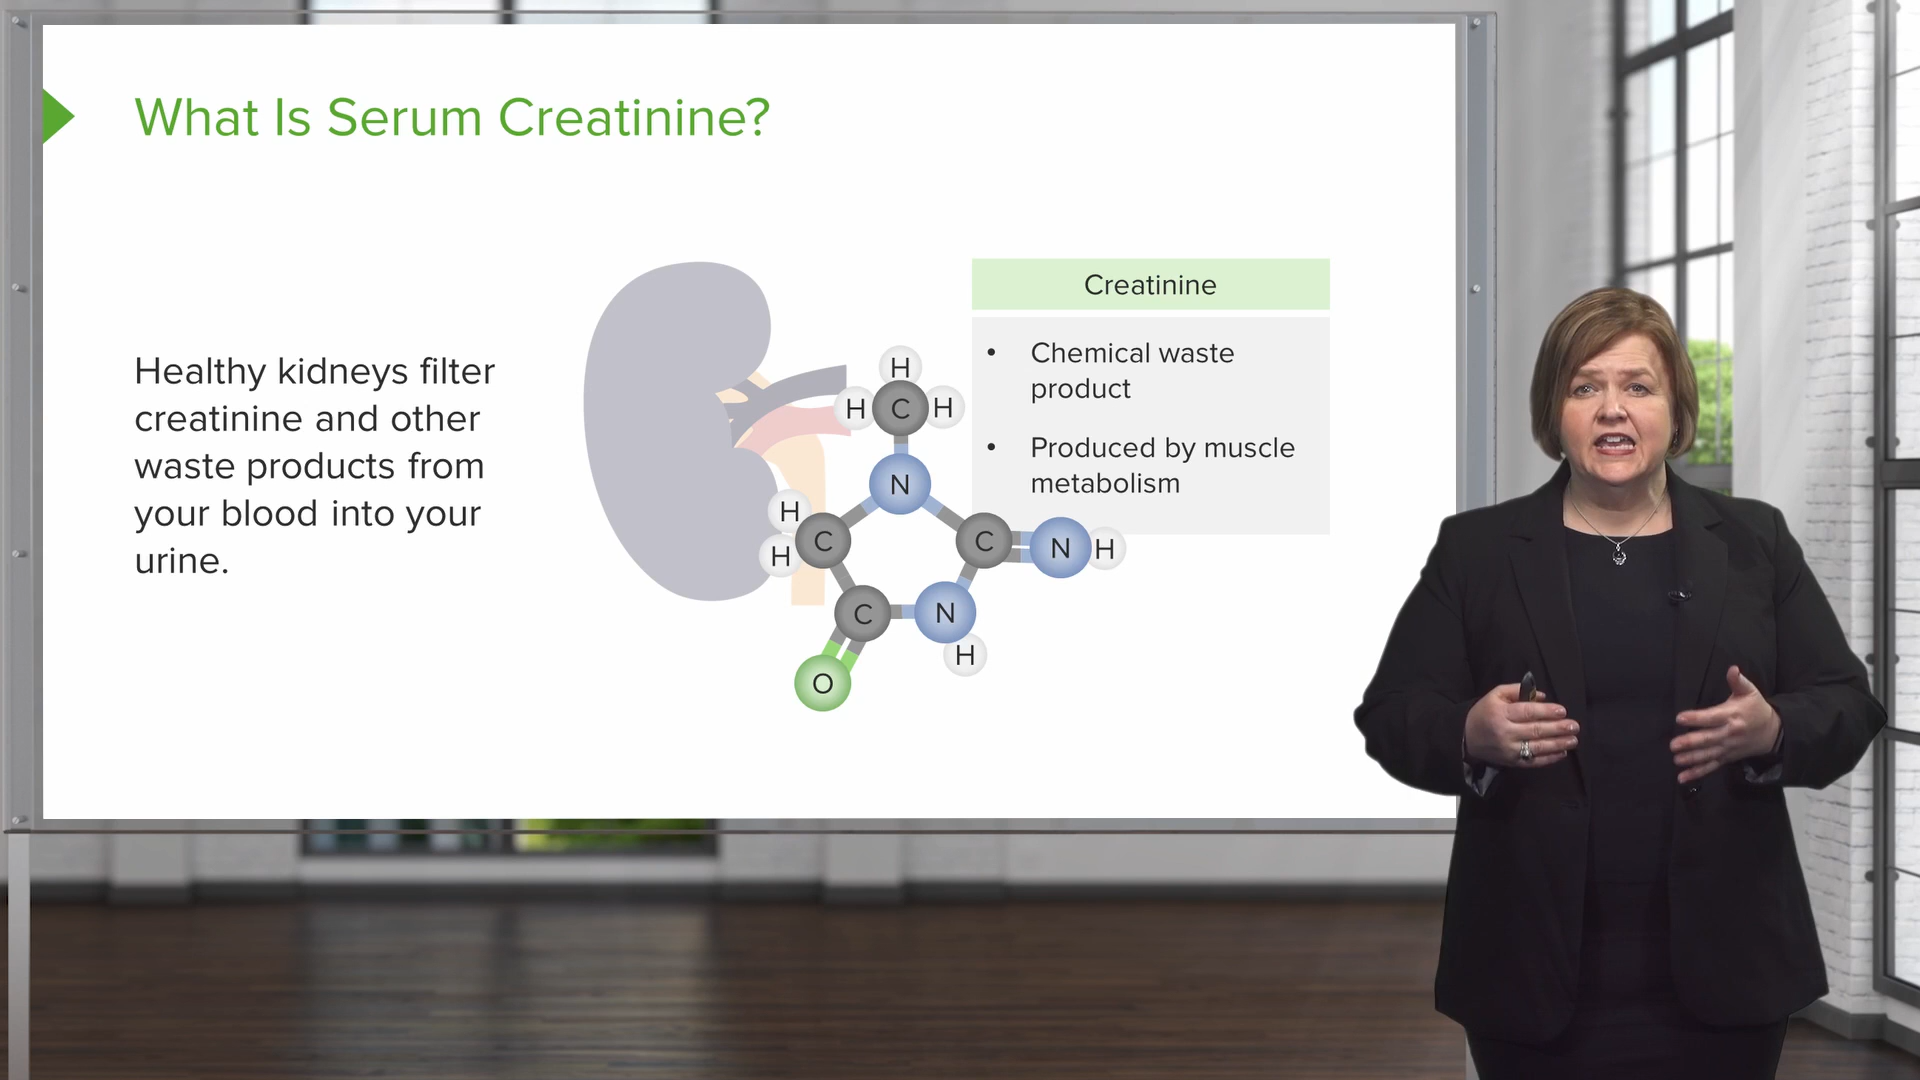 What Is Serum Creatinine?
Healthy kidneys filter
creatinine and other
waste products from
your blood into your
urine.
Creatinine
• Chemical waste
product
• Produced by muscle
metabolism
H
H C H
N
H
H C
C N H
C N
H
O